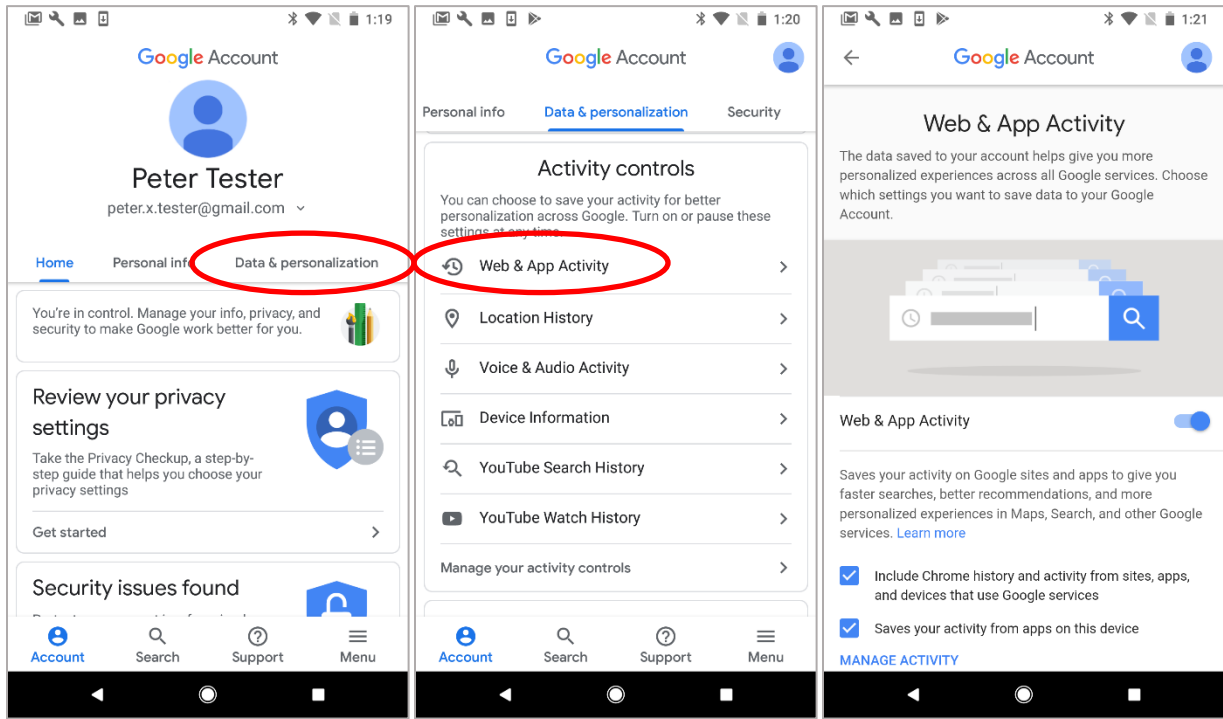 1:19
Google Account
Peter Tester
peter.x.tester@gmail.com
Home Personal info Data & personalization
You're in control. Manage your info, privacy, and
security to make Google work better for you.
Review your privacy
settings
Take the Privacy Checkup, a step-by-
step guide that helps you choose your
privacy settings
Get started
Security issues found
Account Search Support Menu
1:20
Google Account
Personal info Data & personalization Security
Activity controls
You can choose to save your activity for better
personalization across Google. Turn on or pause these
settings at any time.
Web & App Activity
Location History
Voice & Audio Activity
Device Information
YouTube Search History
YouTube Watch History
Manage your activity controls
Account Search Support Menu
1:21
Google Account
Web & App Activity
The data saved to your account helps give you more
personalized experiences across all Google services. Choose
which settings you want to save data to your Google
Account.
Web & App Activity
Saves your activity on Google sites and apps to give you
faster searches, better recommendations, and more
personalized experiences in Maps, Search, and other Google
services. Learn more
Include Chrome history and activity from sites, apps,
and devices that use Google services
Saves your activity from apps on this device
MANAGE ACTIVITY